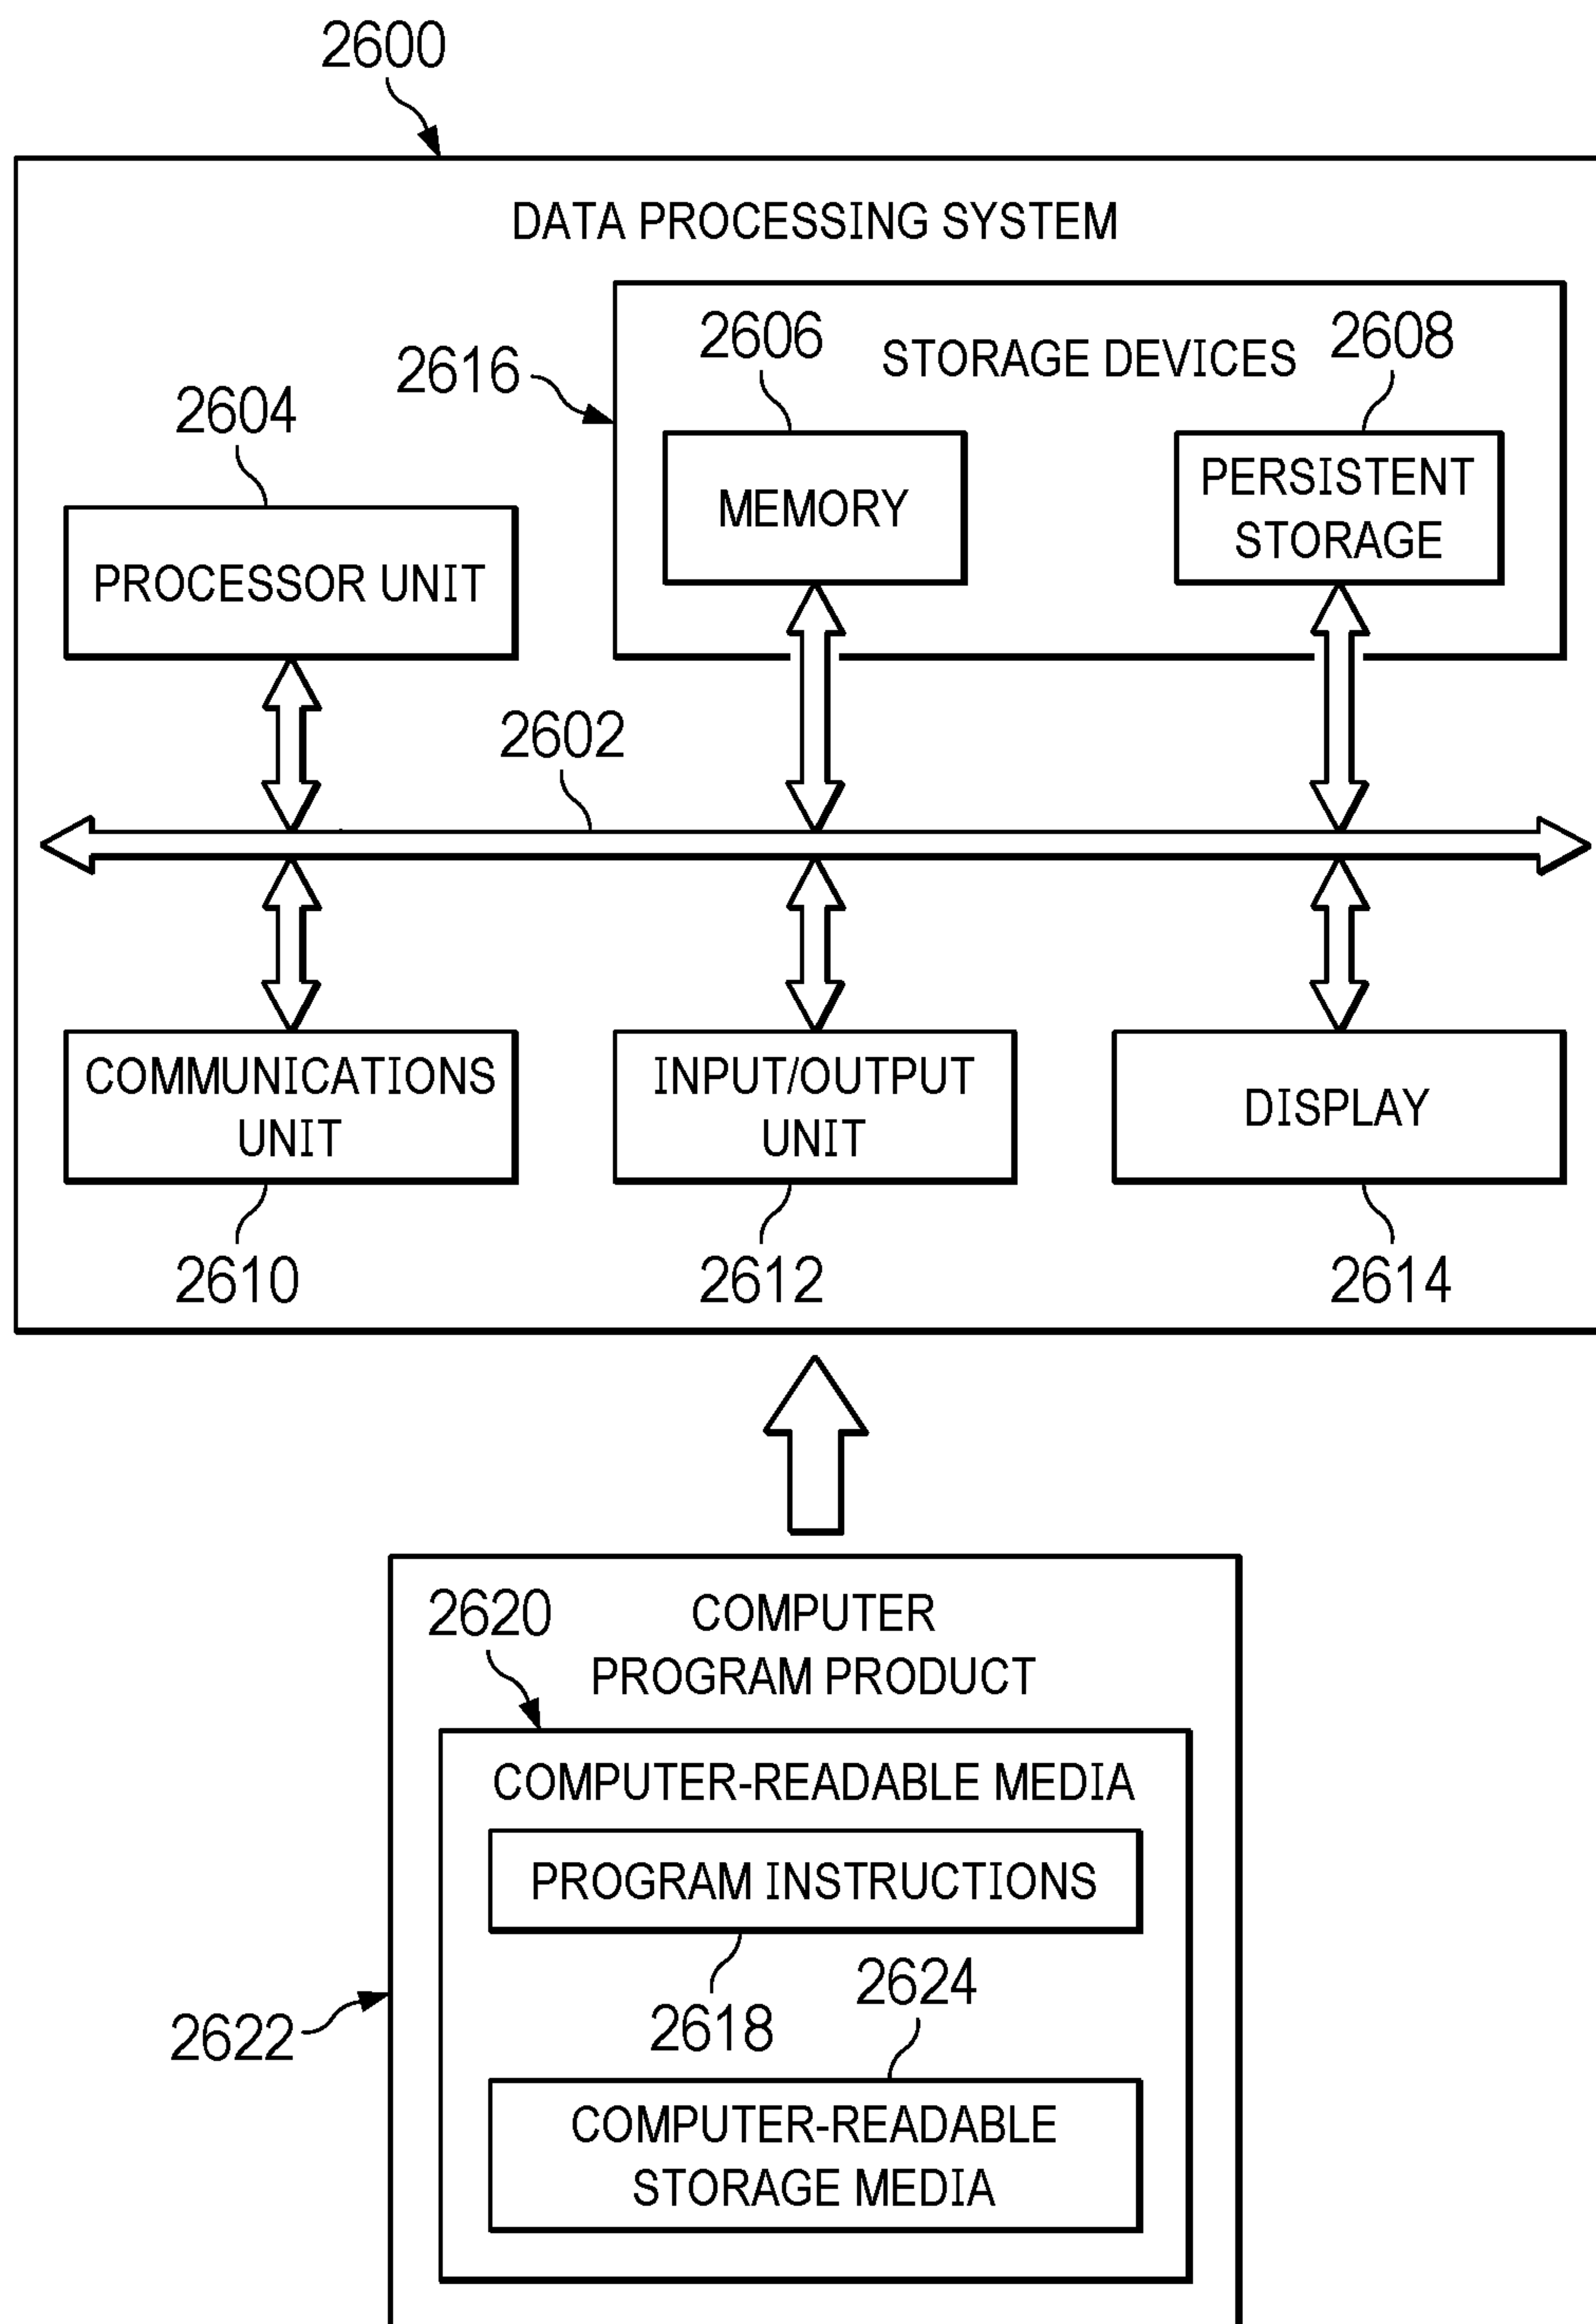 2600
DATA PROCESSING SYSTEM
2616
2606
STORAGE DEVICES
2608
2604
MEMORY
PERSISTENT
STORAGE
PROCESSOR UNIT
2602
COMMUNICATIONS
UNIT
INPUT/OUTPUT
UNIT
DISPLAY
2610
2612
2614
2620
COMPUTER
PROGRAM PRODUCT
COMPUTER-READABLE MEDIA
PROGRAM INSTRUCTIONS
2618
2624
2622
COMPUTER-READABLE
STORAGE MEDIA